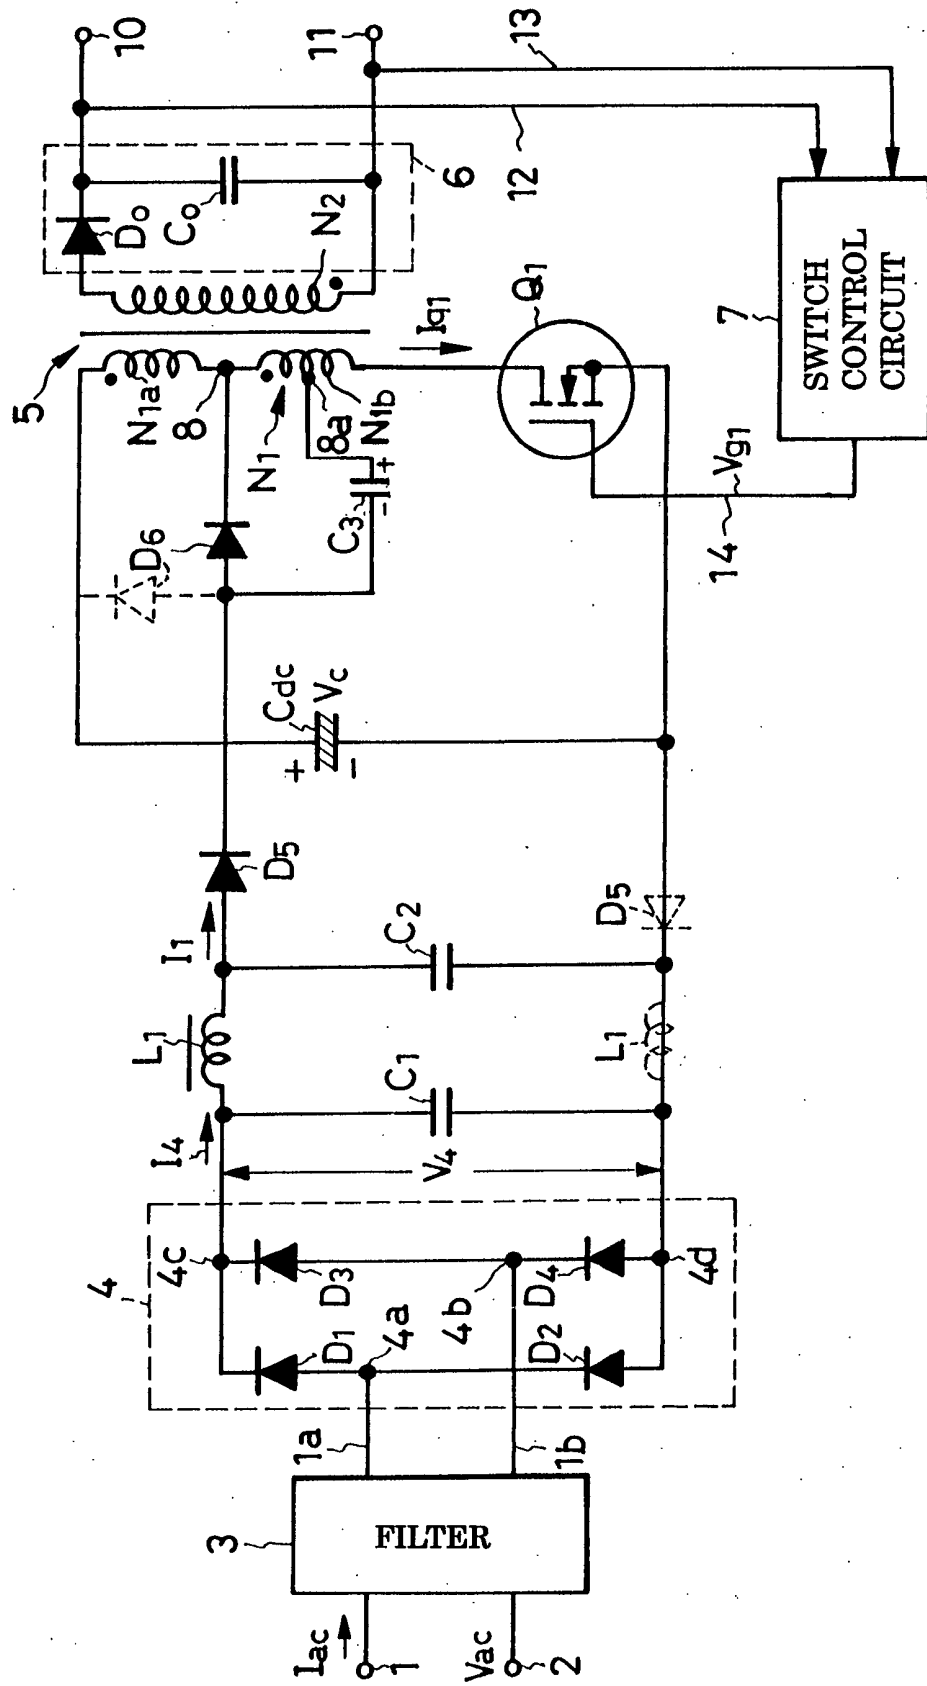 Iac
1
Vac
2
3
FILTER
1a
1b
4
4a
4b
4c
4d
D1
D2
D3
D4
I4
V4
L1
L1
C1
C2
I1
D5
D5
+
Cdc
Vc
-
D6
C3
-
+
5
N1a
8
N1
8a
N1b
N2
Do
Co
6
10
11
12
13
Iq1
Q1
14
Vg1
7
SWITCH
CONTROL
CIRCUIT